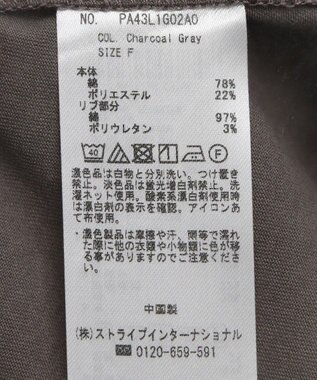 NO. PA43L1G02A0
COL. Charcoal Gray
SIZE F
本体
綿 78%
ポリエステル 22%
リブ部分
綿 97%
ポリウレタン 3%
40 F
濃色品は白物と分別洗い。つけ置き
禁止。淡色品は蛍光増白剤禁止。洗
濯ネット使用。酸素系漂白剤使用時
は漂白剤の表示を確認。アイロンあ
て布使用。
・濃色製品は摩擦や汗、雨等で濡れ
た際に他の衣類や小物類に色が移
る事がありますのでご注意くださ
い。
中国製
(株)ストライプインターナショナル
0120-659-591